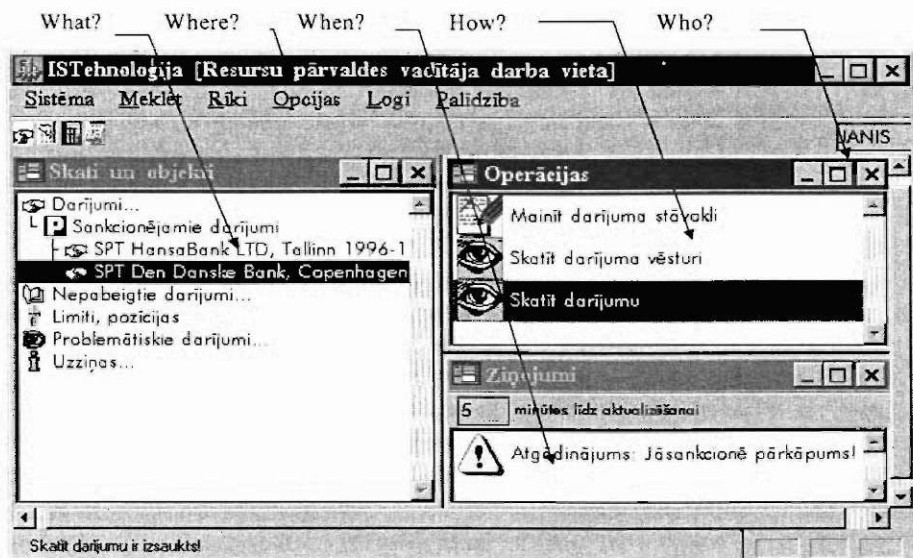 What? Where? When? How? Who?
ISTehnoloģija [Resursu pārvaldes vadītāja darba vieta]
Sistēma Meklēt Rīki Opcijas Logi Palīdzība
JANIS
Skati un objekti
Darījumi...
P Sankcionējamie darījumi
SPT HansaBank LTD, Tallinn 1996-1
SPT Den Danske Bank, Copenhagen
Nepabeigtie darījumi...
Limiti, pozīcijas
Problemātiskie darījumi...
Uzziņas...
Operācijas
Mainīt darījuma stāvokli
Skatīt darījuma vēsturi
Skatīt darījumu
Ziņojumi
5 minūtes līdz aktualizēšanai
Atgādinājums: Jāsankcionē pārkāpums!
Skatīt darījumu ir izsaukts!